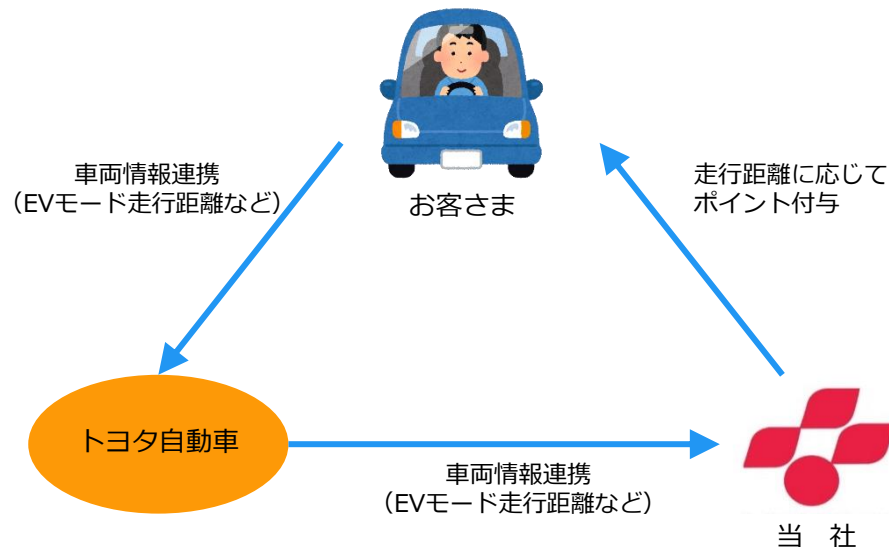 お客さま
車両情報連携
（EVモード走行距離など）
走行距離に応じて
ポイント付与
トヨタ自動車
車両情報連携
（EVモード走行距離など）
当　社